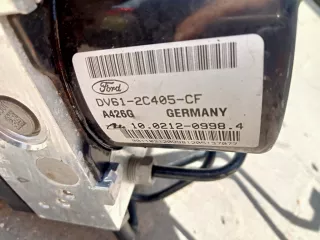 Ford
DV61-2C405-CF
A426G GERMANY
10.0212-0998.4